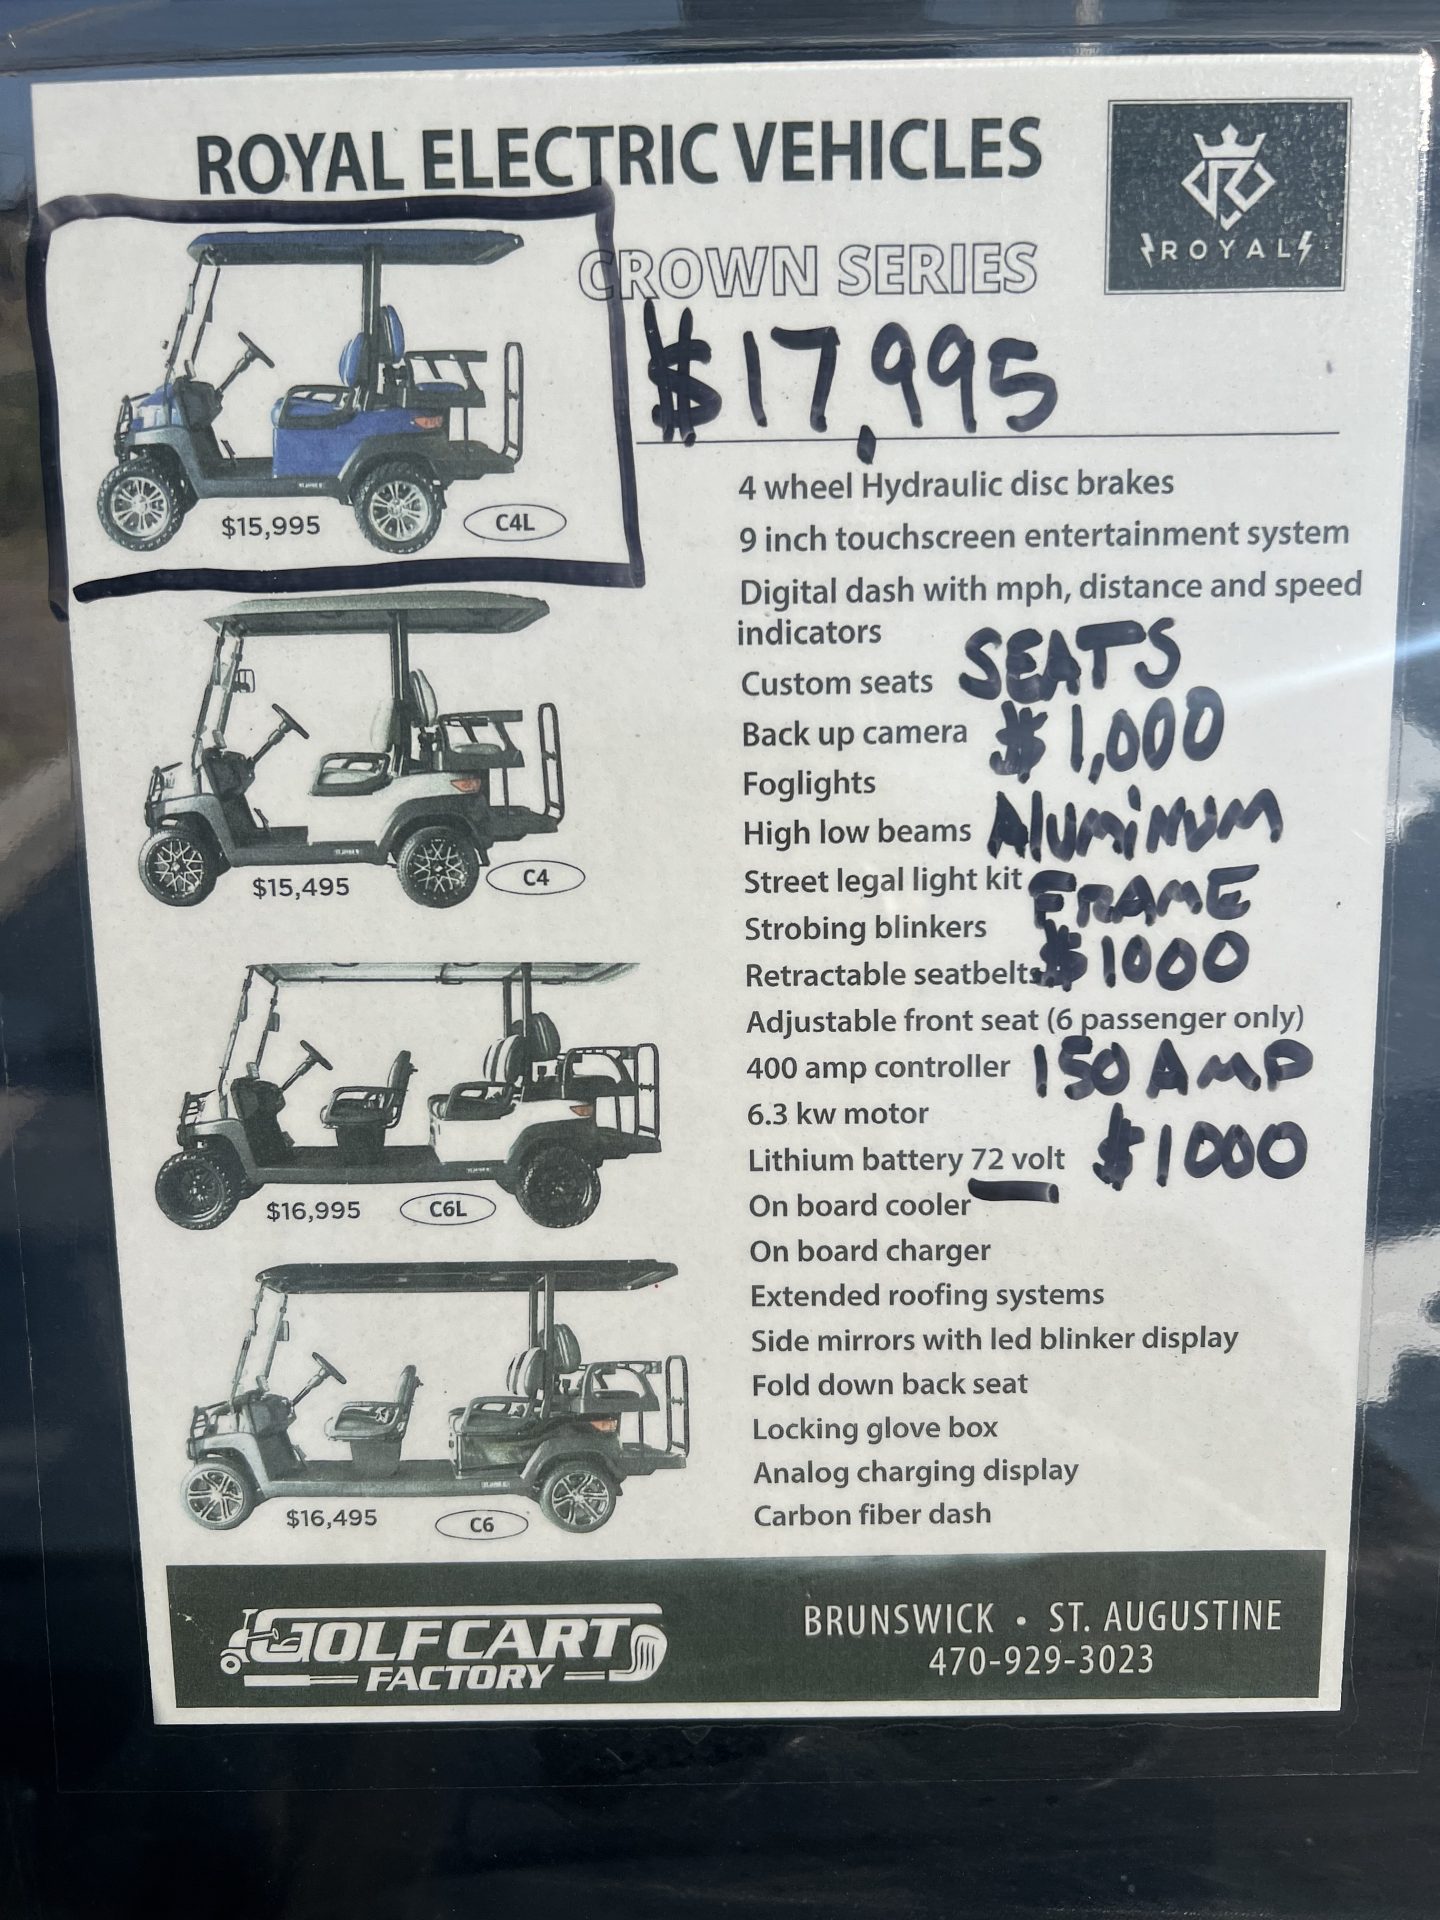 ROYAL ELECTRIC VEHICLES
ROYAL
CROWN SERIES
$17,995
$15,995
C4L
$15,495
C4
$16,995
C6L
$16,495
C6
4 wheel Hydraulic disc brakes
9 inch touchscreen entertainment system
Digital dash with mph, distance and speed
indicators
Custom seats SEATS
Back up camera $1,000
Foglights
High low beams ALUMINUM
Street legal light kit FRAME
Strobing blinkers
Retractable seatbelts $1000
Adjustable front seat (6 passenger only)
400 amp controller 150 AMP
6.3 kw motor
Lithium battery 72 volt $1000
On board cooler
On board charger
Extended roofing systems
Side mirrors with led blinker display
Fold down back seat
Locking glove box
Analog charging display
Carbon fiber dash
GOLF CART
FACTORY
BRUNSWICK • ST. AUGUSTINE
470-929-3023